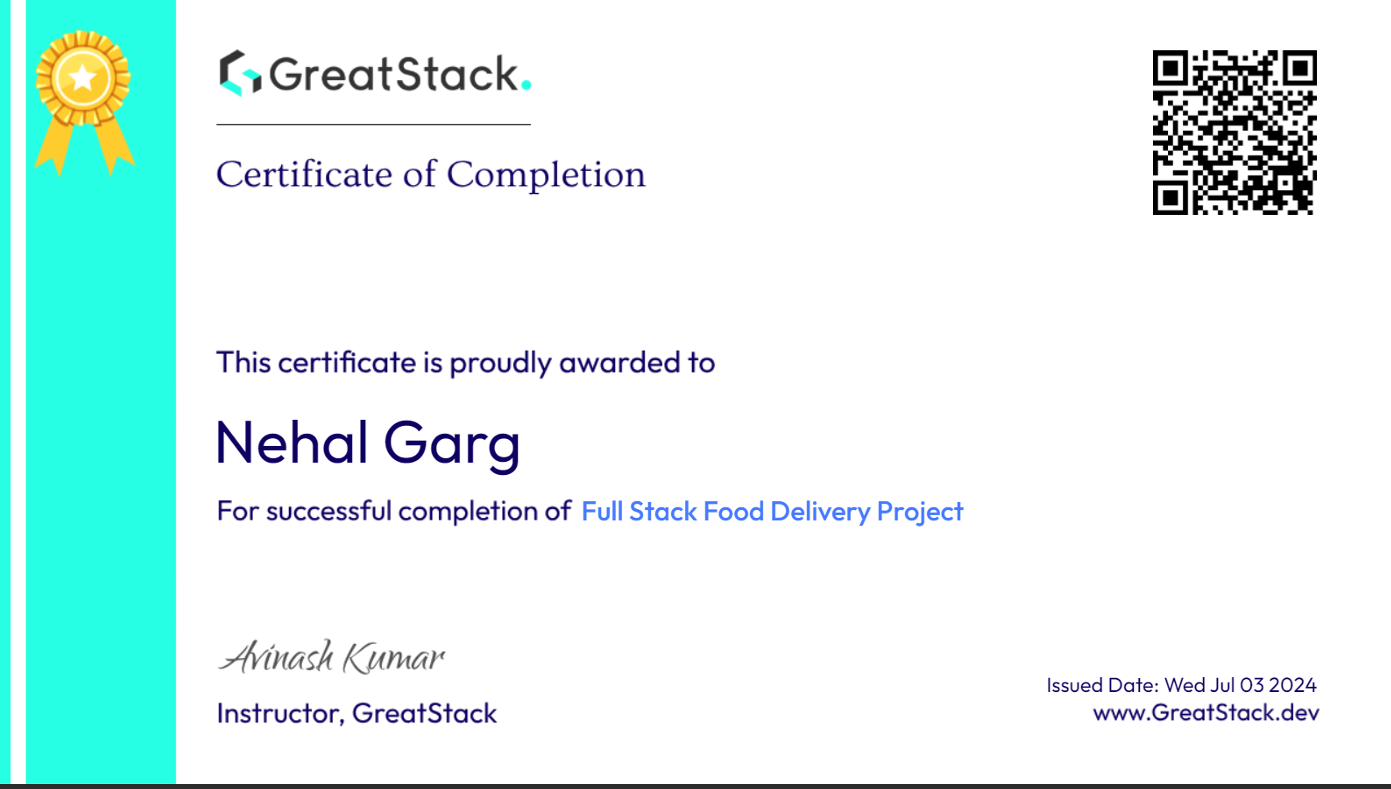 GreatStack.
Certificate of Completion
This certificate is proudly awarded to
Nehal Garg
For successful completion of Full Stack Food Delivery Project
Avinash Kumar
Instructor, GreatStack
Issued Date: Wed Jul 03 2024
www.GreatStack.dev